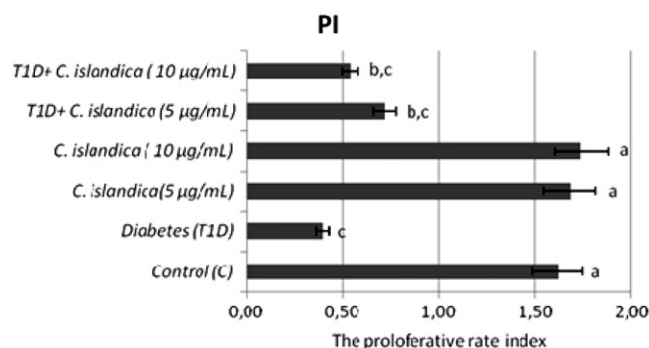 PI
T1D+ C. islandica ( 10 µg/mL)
b,c
T1D+ C. islandica (5 µg/mL)
b,c
C. islandica ( 10 µg/mL)
a
C. islandica(5 µg/mL)
a
Diabetes (T1D)
c
Control (C)
a
0,00 0,50 1,00 1,50 2,00
The proloferative rate index